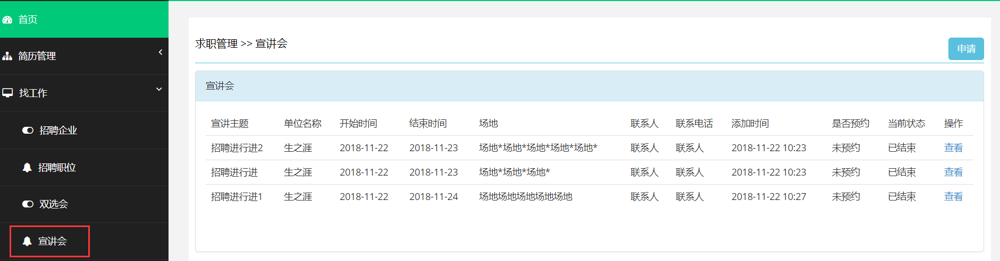 首页
简历管理
找工作
招聘企业
招聘职位
双选会
宣讲会
求职管理 >> 宣讲会
申请
宣讲会
宣讲主题 单位名称 开始时间 结束时间 场地 联系人 联系电话 添加时间 是否预约 当前状态 操作
招聘进行进2 生之涯 2018-11-22 2018-11-23 场地*场地*场地*场地*场地* 联系人 联系人 2018-11-22 10:23 未预约 已结束 查看
招聘进行进 生之涯 2018-11-22 2018-11-23 场地*场地*场地* 联系人 联系人 2018-11-22 10:23 未预约 已结束 查看
招聘进行进1 生之涯 2018-11-22 2018-11-24 场地场地场地场地场地 联系人 联系人 2018-11-22 10:27 未预约 已结束 查看